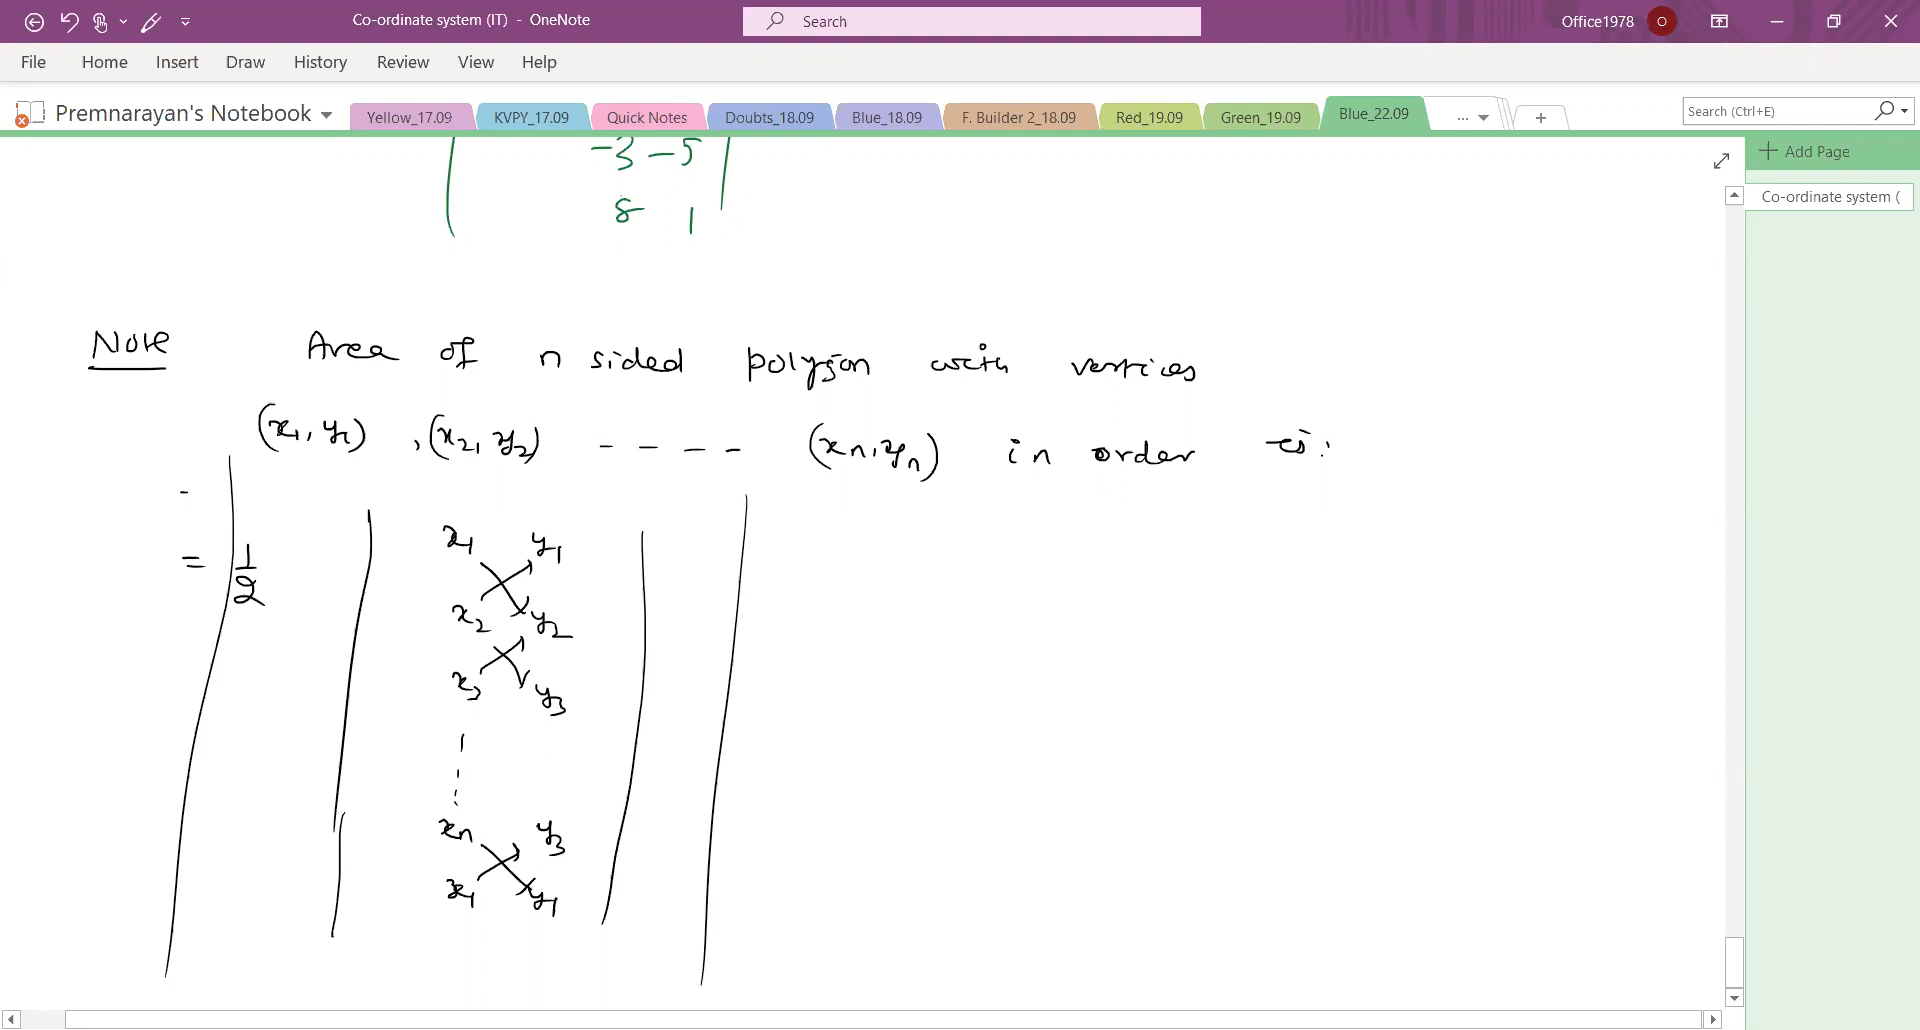 Co-ordinate system (IT) - OneNote
Search
Office1978
O
File Home Insert Draw History Review View Help
Premnarayan's Notebook
Yellow_17.09 KVPY_17.09 Quick Notes Doubts_18.09 Blue_18.09 F. Builder 2_18.09 Red_19.09 Green_19.09 Blue_22.09 ... +
Search (Ctrl+E)
+ Add Page
Co-ordinate system (
-3 -5
8 1
Note Area of n sided polygon with vertices
(x1, y1) , (x2, y2) - - - - (xn, yn) in order is:
= 1/2
x1 y1
x2 y2
x3 y3
xn y3
x1 y1